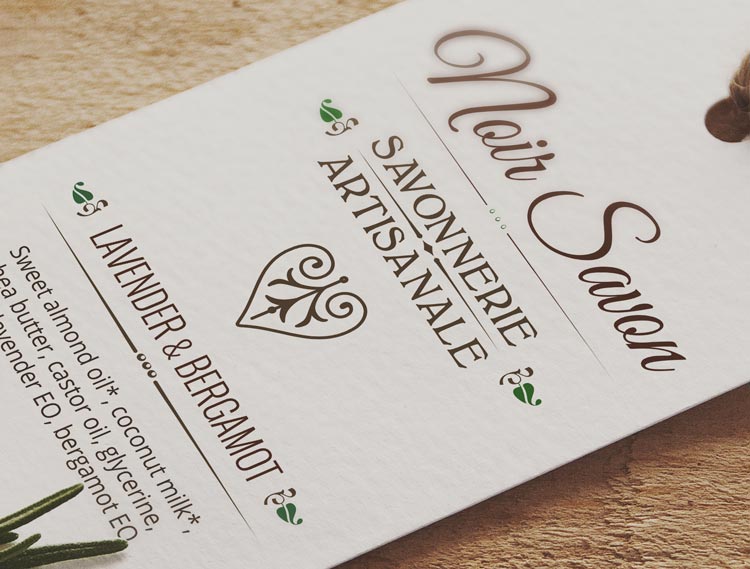 Noir Savon
SAVONNERIE
ARTISANALE
LAVENDER & BERGAMOT
Sweet almond oil*, coconut milk*,
shea butter, castor oil, glycerine,
lavender EO, bergamot EO